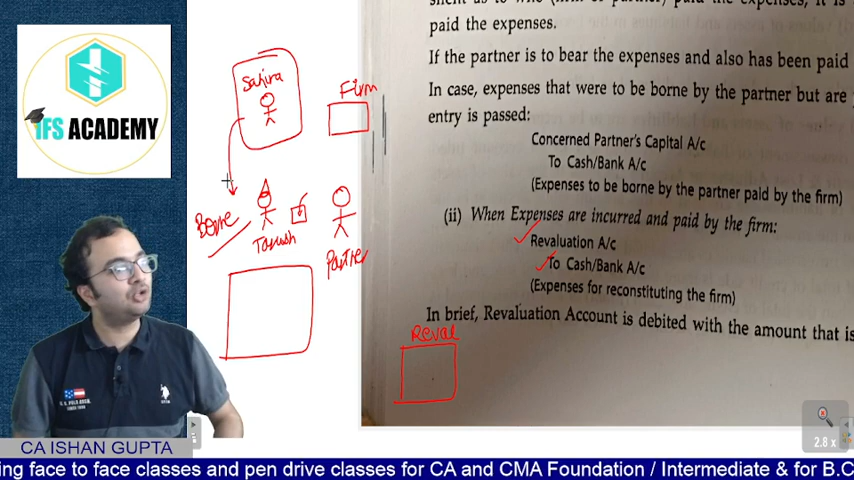 IFS ACADEMY
Sahira
Firm
Borne
Tarush
Partner
paid the expenses.
If the partner is to bear the expenses and also has been paid
In case, expenses that were to be borne by the partner but are
entry is passed:
Concerned Partner's Capital A/c
To Cash/Bank A/c
(Expenses to be borne by the partner paid by the firm)
(ii) When Expenses are incurred and paid by the firm:
Revaluation A/c
To Cash/Bank A/c
(Expenses for reconstituting the firm)
In brief, Revaluation Account is debited with the amount that is
Reval
2.8 x
CA ISHAN GUPTA
ing face to face classes and pen drive classes for CA and CMA Foundation / Intermediate & for B.C